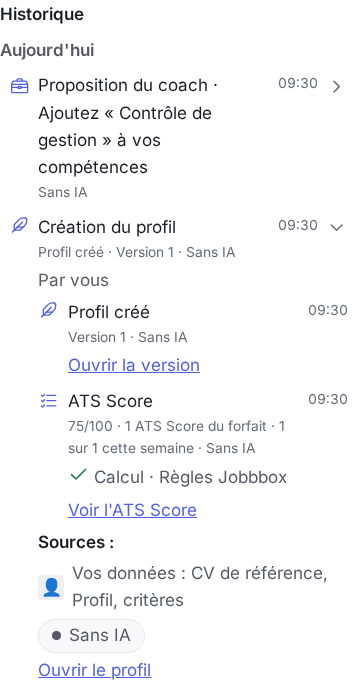 Historique
Aujourd'hui
Proposition du coach · 09:30
Ajoutez « Contrôle de
gestion » à vos
compétences
Sans IA
Création du profil 09:30
Profil créé · Version 1 · Sans IA
Par vous
Profil créé 09:30
Version 1 · Sans IA
Ouvrir la version
ATS Score 09:30
75/100 · 1 ATS Score du forfait · 1
sur 1 cette semaine · Sans IA
Calcul · Règles Jobbbox
Voir l'ATS Score
Sources :
Vos données : CV de référence,
Profil, critères
Sans IA
Ouvrir le profil